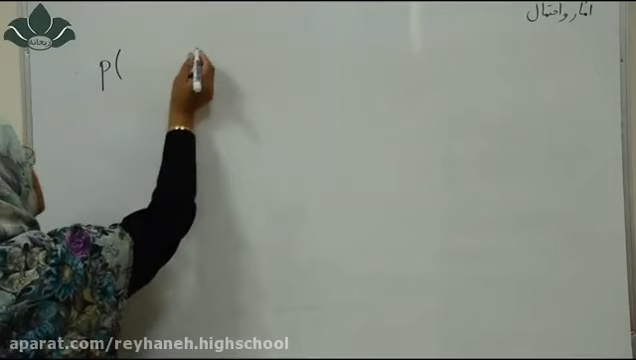 آمار و احتمال
ریحانه
p(
aparat.com/reyhaneh.highschool